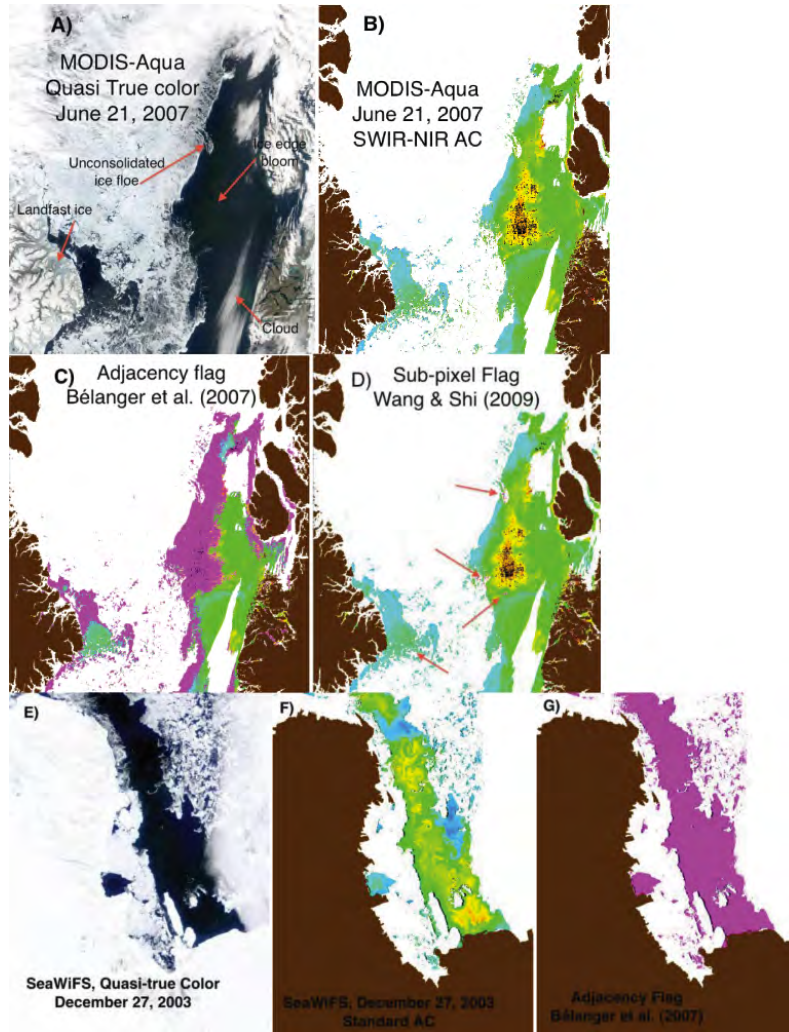 A)
MODIS-Aqua
Quasi True color
June 21, 2007
Unconsolidated
ice floe
Ice edge
bloom
Landfast ice
Cloud
B)
MODIS-Aqua
June 21, 2007
SWIR-NIR AC
C)
Adjacency flag
Bélanger et al. (2007)
D)
Sub-pixel Flag
Wang & Shi (2009)
E)
SeaWiFS, Quasi-true Color
December 27, 2003
F)
SeaWiFS, December 27, 2003
Standard AC
G)
Adjacency Flag
Bélanger et al.
(2007)